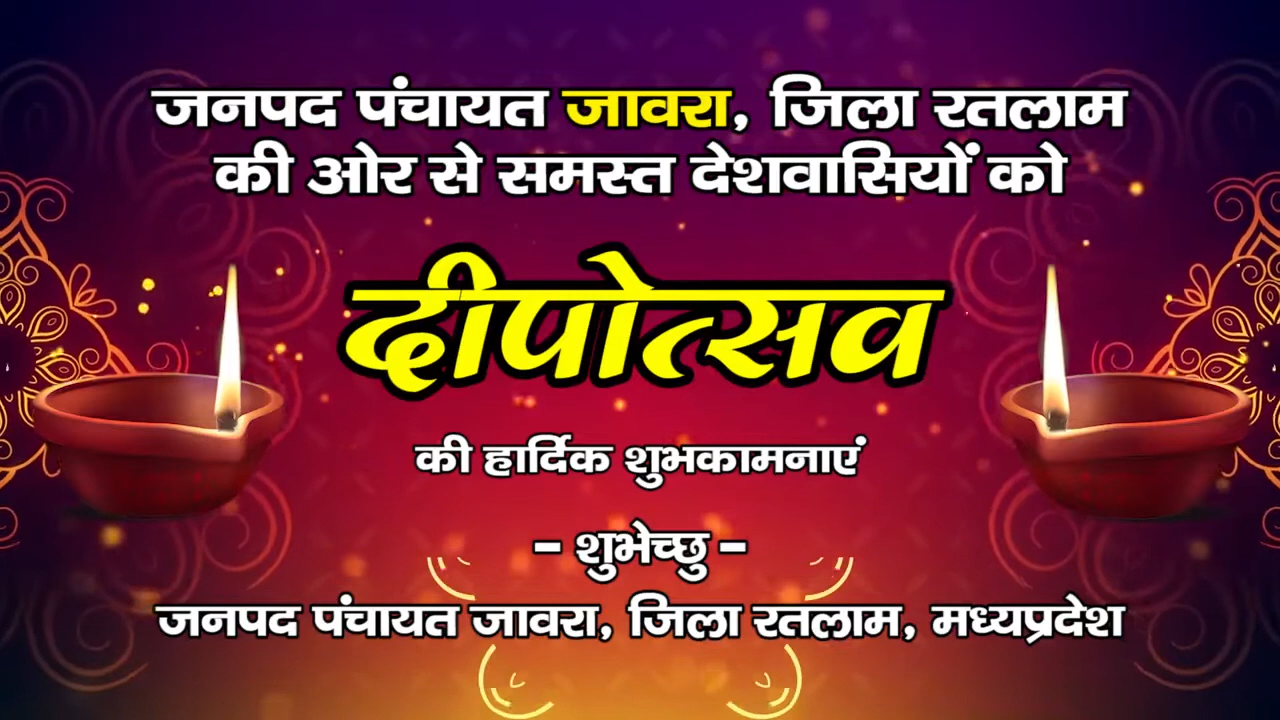 जनपद पंचायत जावरा, जिला रतलाम
की ओर से समस्त देशवासियों को
दीपोत्सव
की हार्दिक शुभकामनाएं
- शुभेच्छु -
जनपद पंचायत जावरा, जिला रतलाम, मध्यप्रदेश